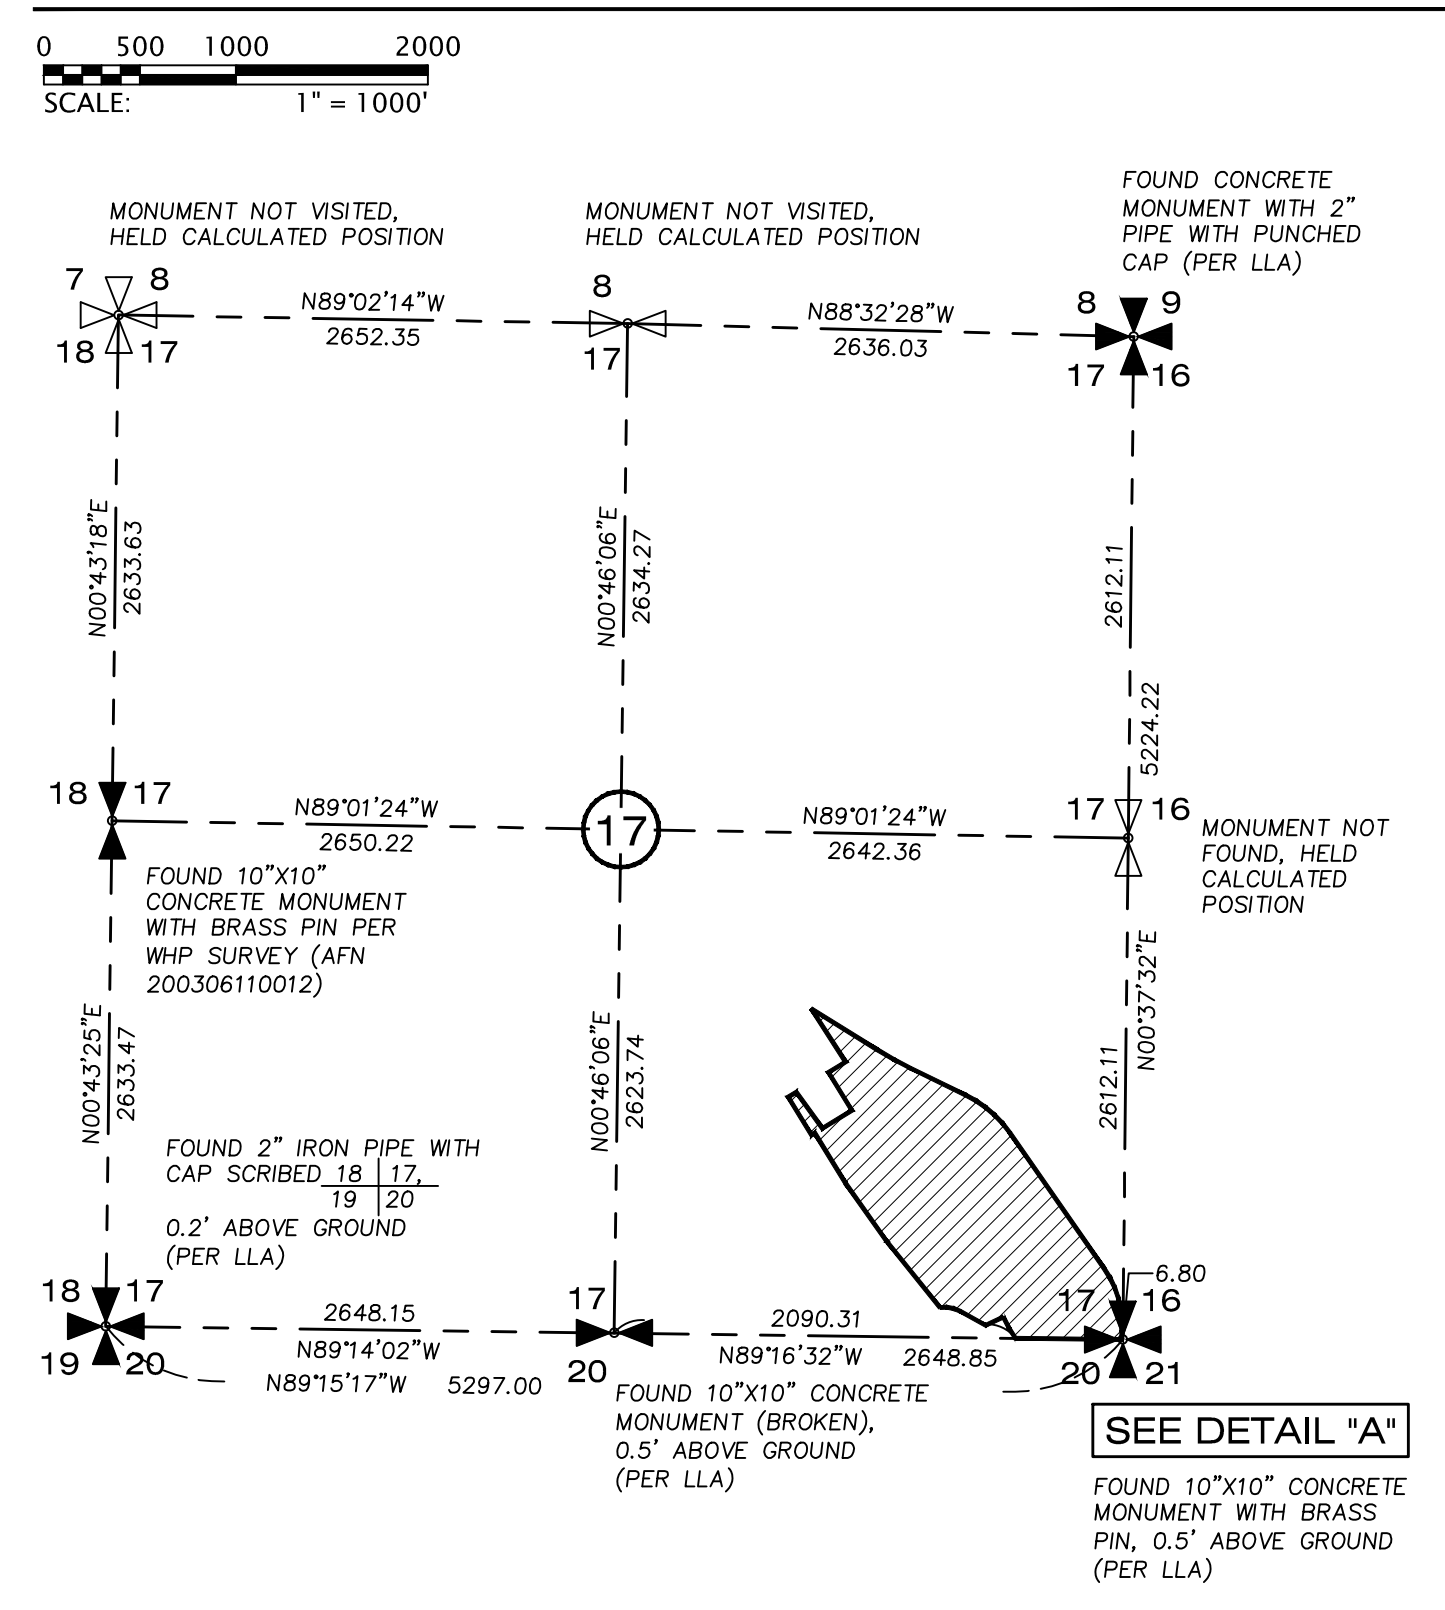 0 500 1000 2000
SCALE: 1" = 1000'
FOUND CONCRETE
MONUMENT WITH 2"
PIPE WITH PUNCHED
CAP (PER LLA)
MONUMENT NOT VISITED,
HELD CALCULATED POSITION
MONUMENT NOT VISITED,
HELD CALCULATED POSITION
7 8
18 17
N89°02'14"W
2652.35
8
17
N88°32'28"W
2636.03
8 9
17 16
N00°43'18"E
2633.63
N00°46'06"E
2634.27
2612.11
5224.22
18 17
N89°01'24"W
2650.22
17
N89°01'24"W
2642.36
17 16
MONUMENT NOT
FOUND, HELD
CALCULATED
POSITION
FOUND 10"X10"
CONCRETE MONUMENT
WITH BRASS PIN PER
WHP SURVEY (AFN
200306110012)
N00°43'25"E
2633.47
N00°46'06"E
2623.74
N00°37'32"E
2612.11
FOUND 2" IRON PIPE WITH
CAP SCRIBED 18 17,
19 20
0.2' ABOVE GROUND
(PER LLA)
18 17
19 20
2648.15
N89°14'02"W
N89°15'17"W 5297.00
17
20
2090.31
N89°16'32"W 2648.85
6.80
17 16
20 21
FOUND 10"X10" CONCRETE
MONUMENT (BROKEN),
0.5' ABOVE GROUND
(PER LLA)
SEE DETAIL "A"
FOUND 10"X10" CONCRETE
MONUMENT WITH BRASS
PIN, 0.5' ABOVE GROUND
(PER LLA)